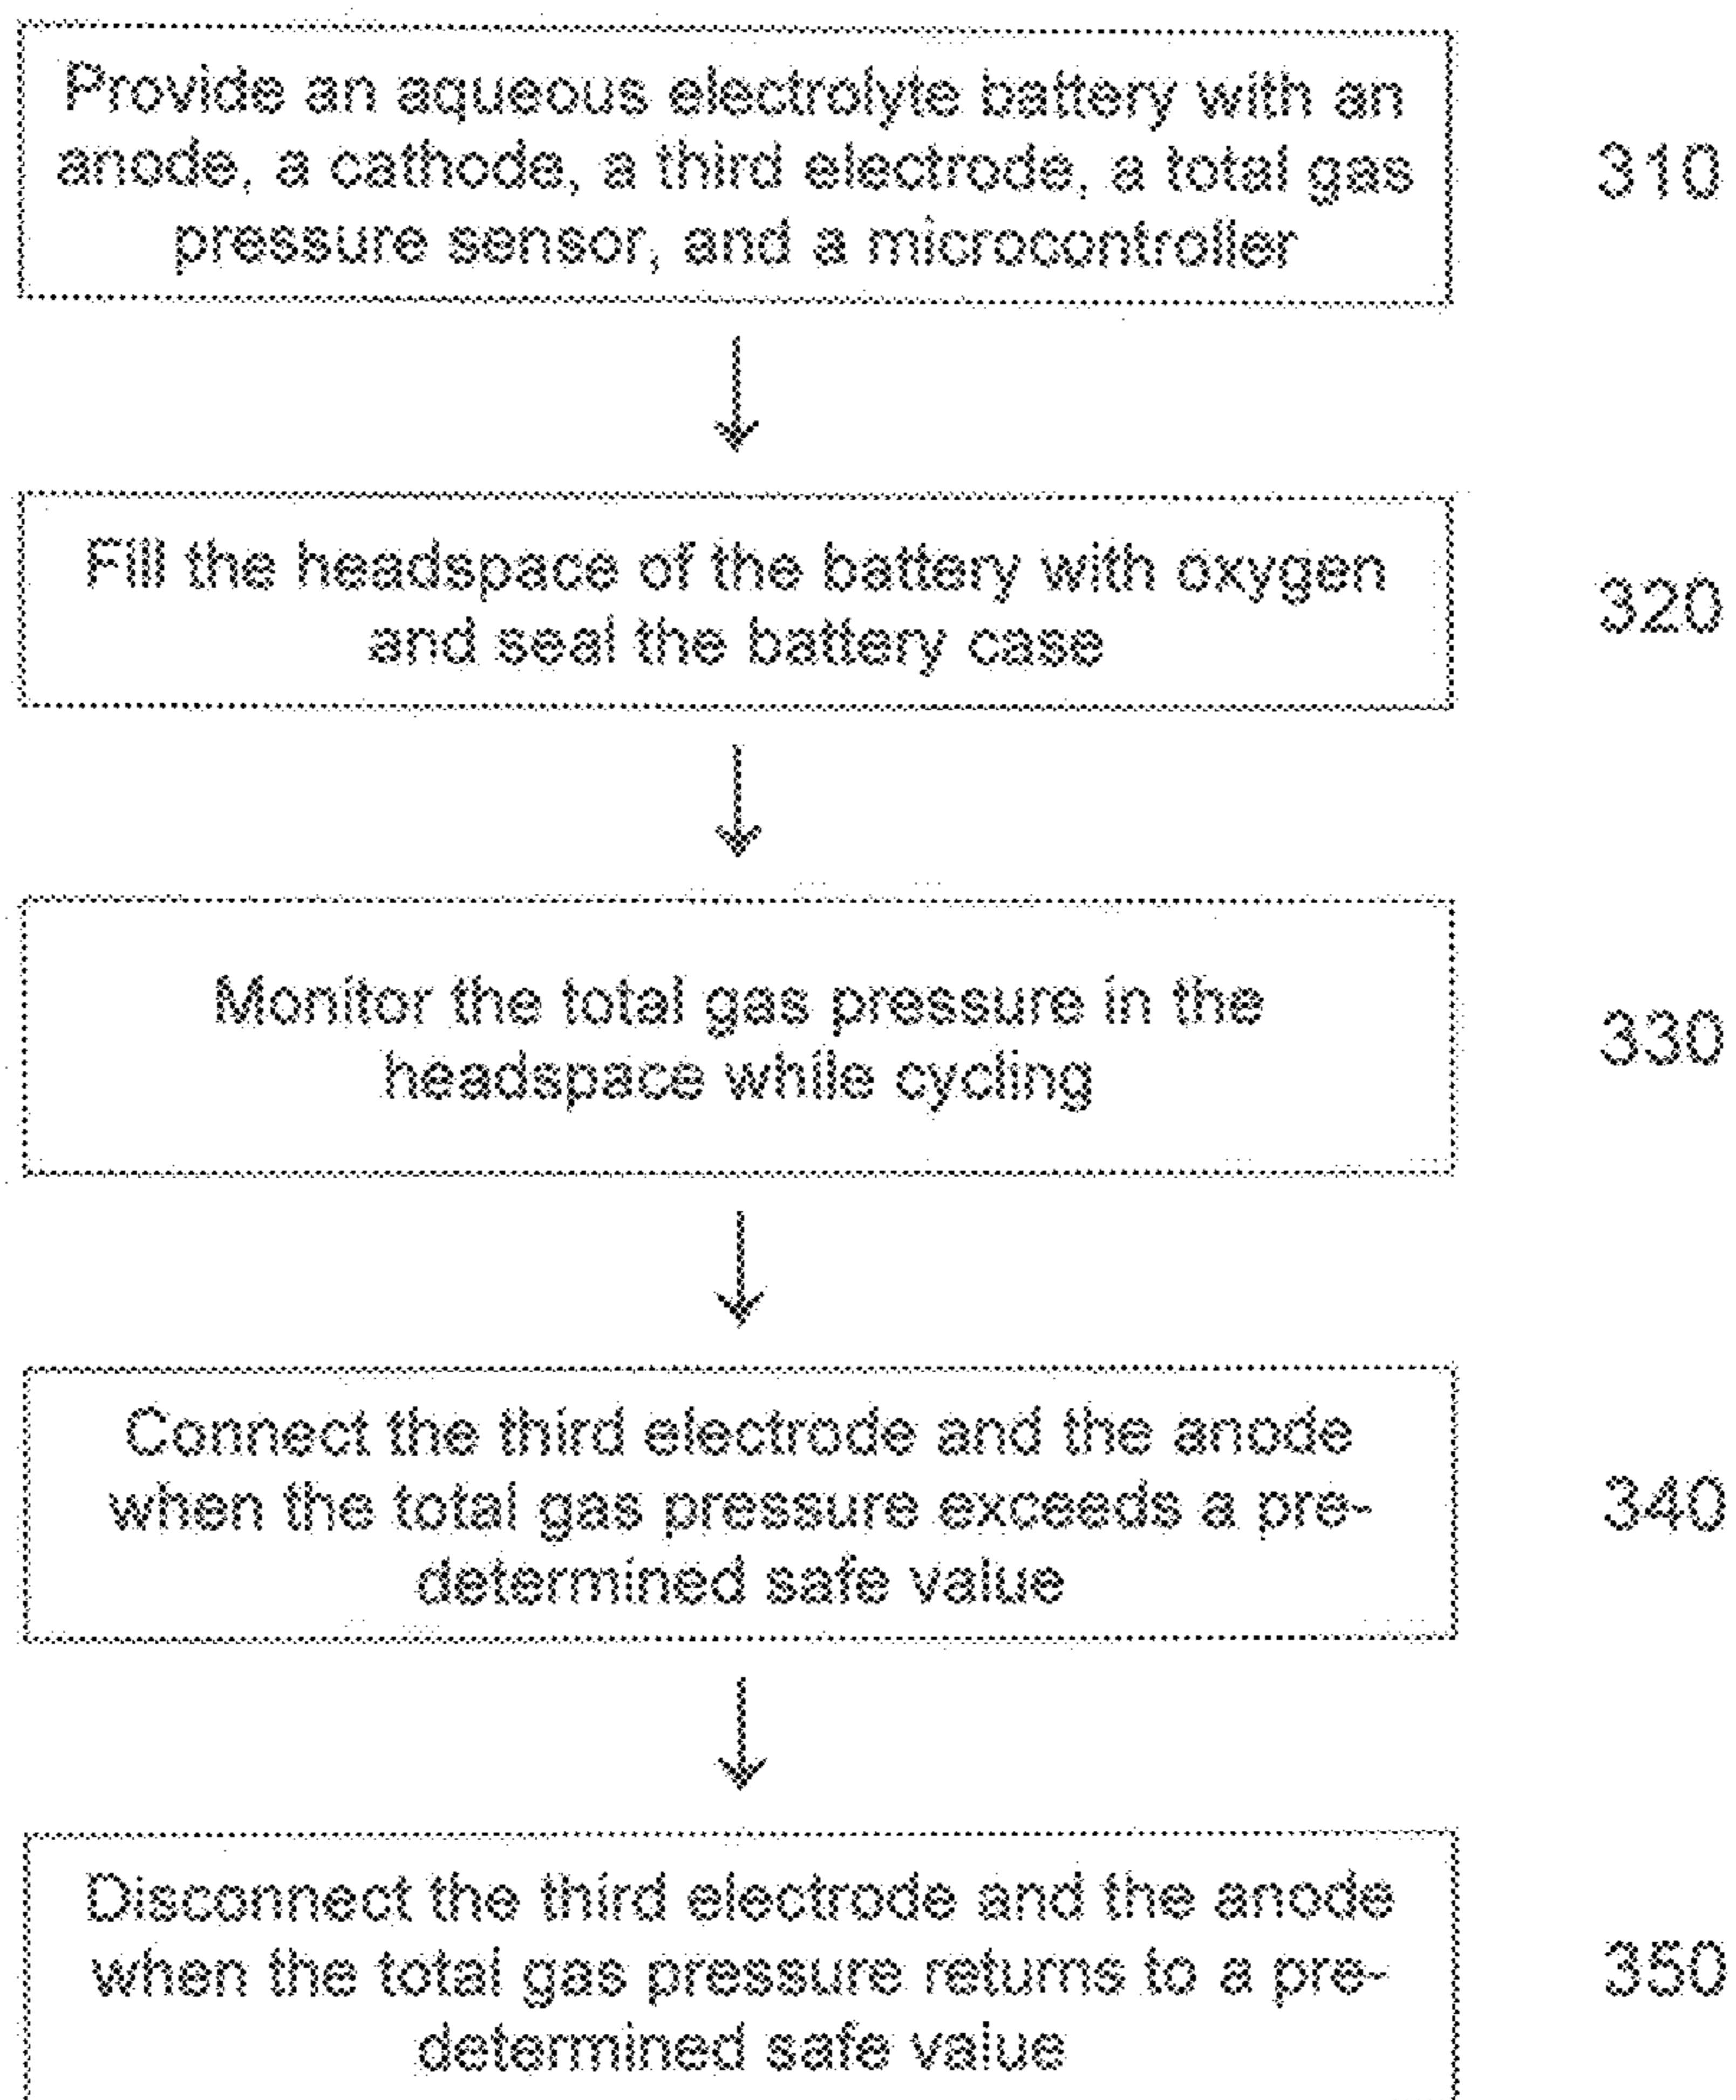 Provide an aqueous electrolyte battery with an
anode, a cathode, a third electrode, a total gas
pressure sensor, and a microcontroller
310
Fill the headspace of the battery with oxygen
and seal the battery case
320
Monitor the total gas pressure in the
headspace while cycling
330
Connect the third electrode and the anode
when the total gas pressure exceeds a pre-
determined safe value
340
Disconnect the third electrode and the anode
when the total gas pressure returns to a pre-
determined safe value
350